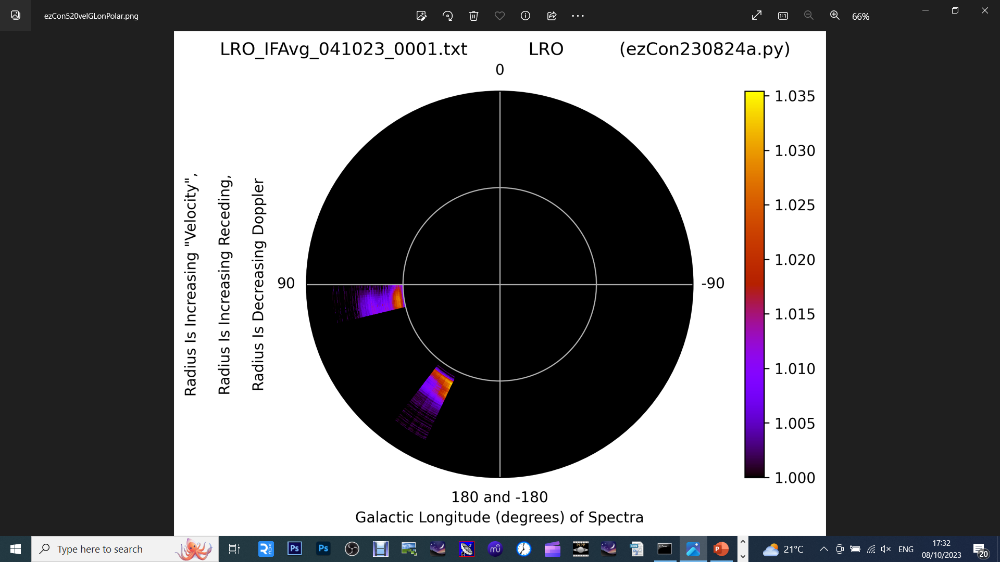 ezCon520velGLonPolar.png
66%
LRO_IFAvg_041023_0001.txt LRO (ezCon230824a.py)
0
1.035
1.030
1.025
1.020
1.015
1.010
1.005
1.000
Radius Is Increasing "Velocity",
Radius Is Increasing Receding,
Radius Is Decreasing Doppler
90
-90
180 and -180
Galactic Longitude (degrees) of Spectra
Type here to search
21°C
ENG
17:32
08/10/2023
20